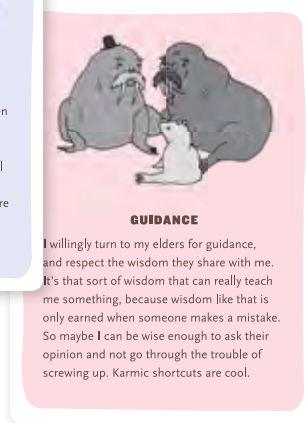 en
l
re
GUIDANCE
I willingly turn to my elders for guidance,
and respect the wisdom they share with me.
It's that sort of wisdom that can really teach
me something, because wisdom like that is
only earned when someone makes a mistake.
So maybe I can be wise enough to ask their
opinion and not go through the trouble of
screwing up. Karmic shortcuts are cool.